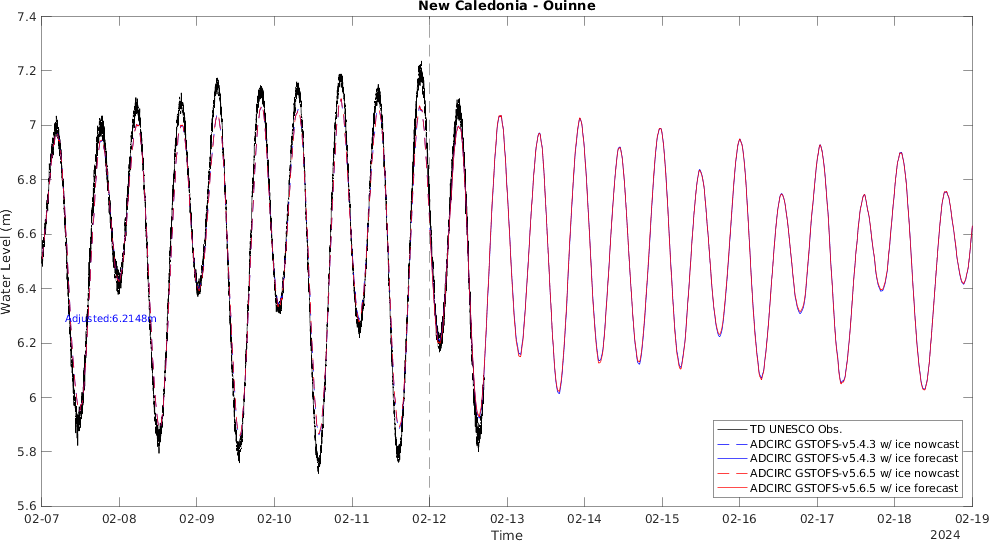 New Caledonia - Ouinne
7.4
7.2
7
6.8
6.6
6.4
6.2
6
5.8
5.6
Water Level (m)
Adjusted:6.2148m
TD UNESCO Obs.
ADCIRC GSTOFS-v5.4.3 w/ ice nowcast
ADCIRC GSTOFS-v5.4.3 w/ ice forecast
ADCIRC GSTOFS-v5.6.5 w/ ice nowcast
ADCIRC GSTOFS-v5.6.5 w/ ice forecast
02-07 02-08 02-09 02-10 02-11 02-12 02-13 02-14 02-15 02-16 02-17 02-18 02-19
Time
2024